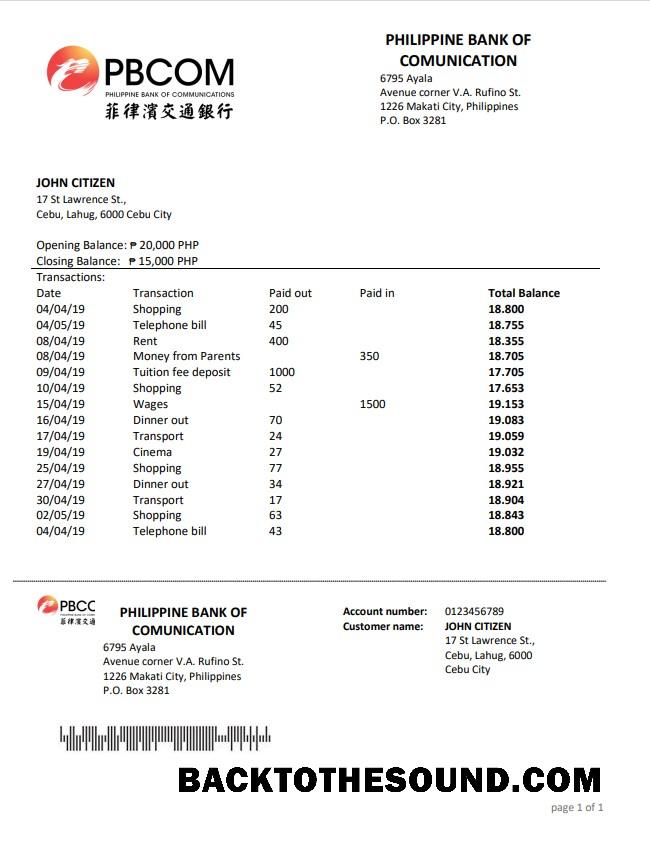 PHILIPPINE BANK OF
COMUNICATION
6795 Ayala
Avenue corner V.A. Rufino St.
1226 Makati City, Philippines
P.O. Box 3281
PBCOM
PHILIPPINE BANK OF COMMUNICATIONS
菲律濱交通銀行
JOHN CITIZEN
17 St Lawrence St.,
Cebu, Lahug, 6000 Cebu City
Opening Balance: ₱ 20,000 PHP
Closing Balance: ₱ 15,000 PHP
Transactions:
Date Transaction Paid out Paid in Total Balance
04/04/19 Shopping 200 18.800
04/05/19 Telephone bill 45 18.755
08/04/19 Rent 400 18.355
08/04/19 Money from Parents 350 18.705
09/04/19 Tuition fee deposit 1000 17.705
10/04/19 Shopping 52 17.653
15/04/19 Wages 1500 19.153
16/04/19 Dinner out 70 19.083
17/04/19 Transport 24 19.059
19/04/19 Cinema 27 19.032
25/04/19 Shopping 77 18.955
27/04/19 Dinner out 34 18.921
30/04/19 Transport 17 18.904
02/05/19 Shopping 63 18.843
04/04/19 Telephone bill 43 18.800
PBCC
菲律濱交通
PHILIPPINE BANK OF
COMUNICATION
6795 Ayala
Avenue corner V.A. Rufino St.
1226 Makati City, Philippines
P.O. Box 3281
Account number: 0123456789
Customer name: JOHN CITIZEN
17 St Lawrence St.,
Cebu, Lahug, 6000
Cebu City
BACKTOTHESOUND.COM
page 1 of 1